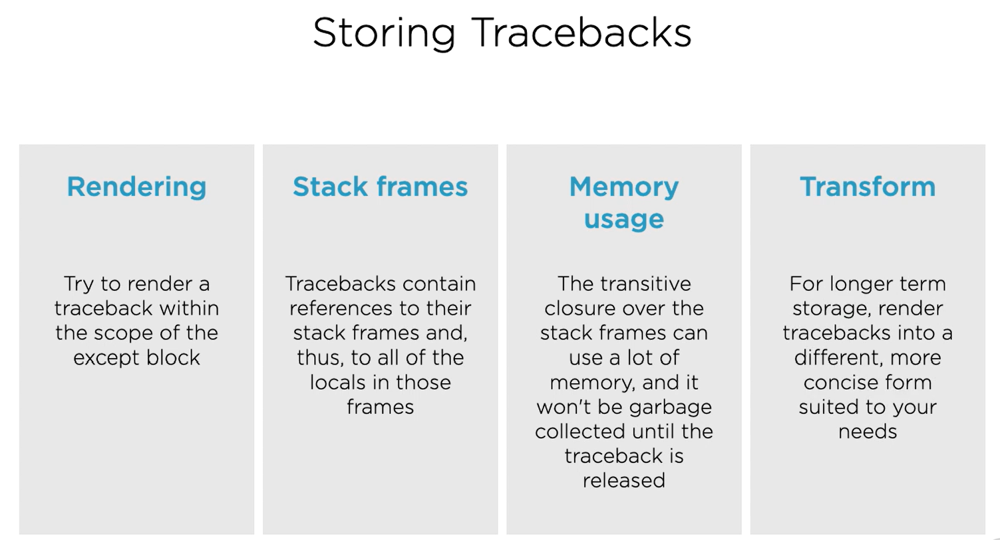 Storing Tracebacks
Rendering
Try to render a
traceback within
the scope of the
except block
Stack frames
Tracebacks contain
references to their
stack frames and,
thus, to all of the
locals in those
frames
Memory
usage
The transitive
closure over the
stack frames can
use a lot of
memory, and it
won't be garbage
collected until the
traceback is
released
Transform
For longer term
storage, render
tracebacks into a
different, more
concise form
suited to your
needs